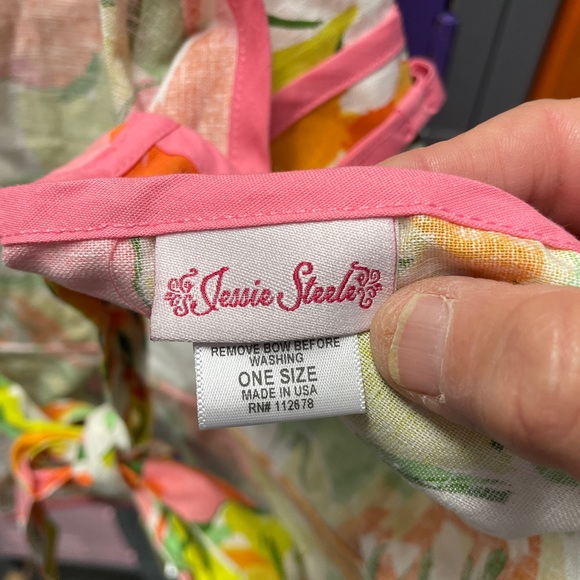 Jessie Steele
REMOVE BOW BEFORE
WASHING
ONE SIZE
MADE IN USA
RN# 112678